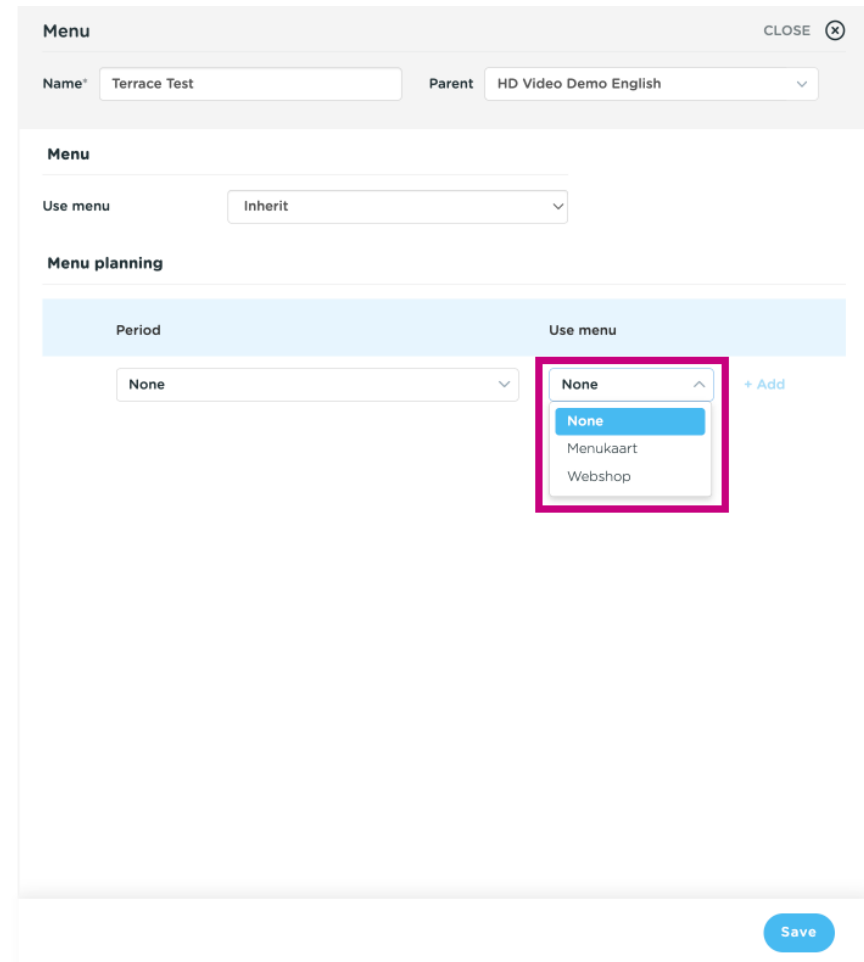 Menu CLOSE
Name* Terrace Test Parent HD Video Demo English
Menu
Use menu Inherit
Menu planning
Period Use menu
None None + Add
None
Menukaart
Webshop
Save